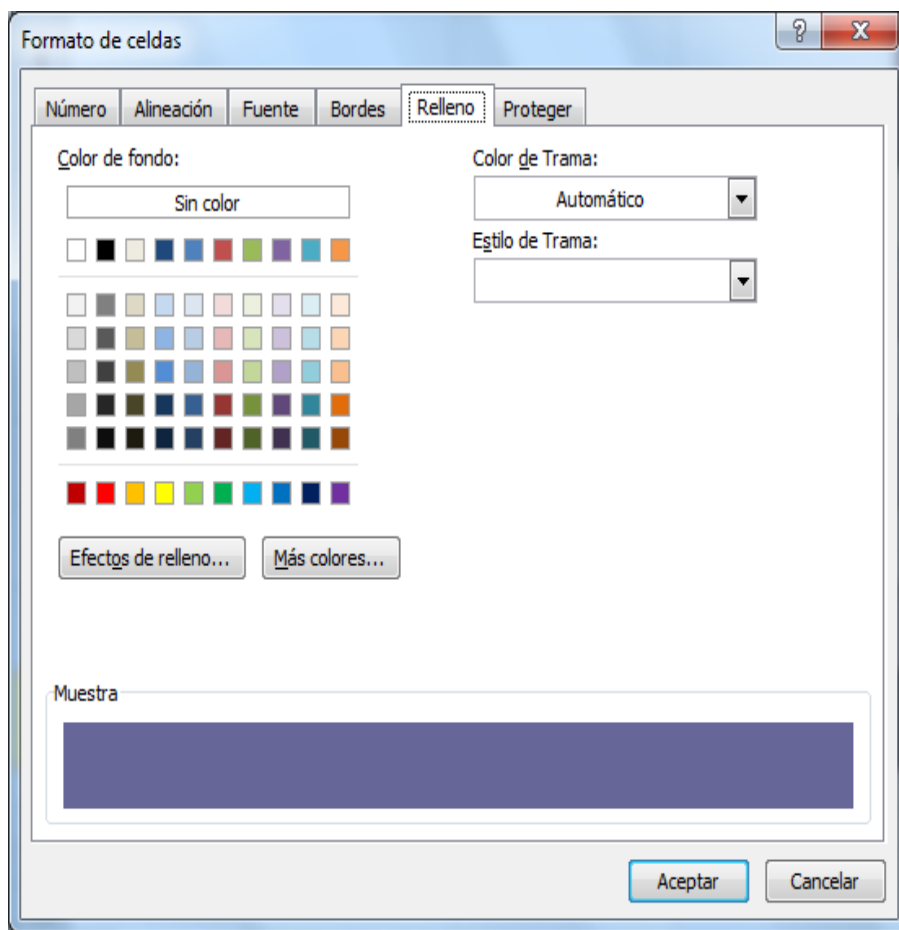 Formato de celdas
Número Alineación Fuente Bordes Relleno Proteger
Color de fondo:
Sin color
Color de Trama:
Automático
Estilo de Trama:
Efectos de relleno... Más colores...
Muestra
Aceptar Cancelar